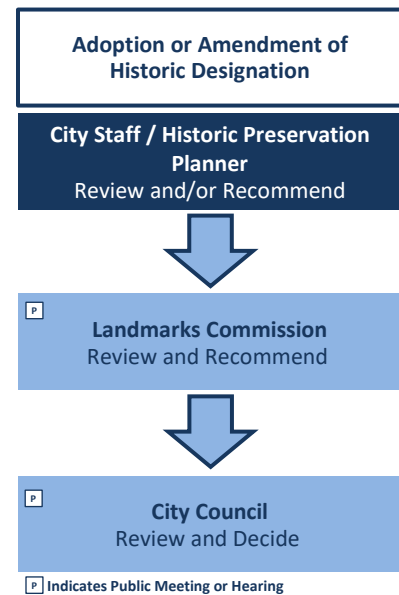 Adoption or Amendment of
Historic Designation
City Staff / Historic Preservation
Planner
Review and/or Recommend
P
Landmarks Commission
Review and Recommend
P
City Council
Review and Decide
P Indicates Public Meeting or Hearing